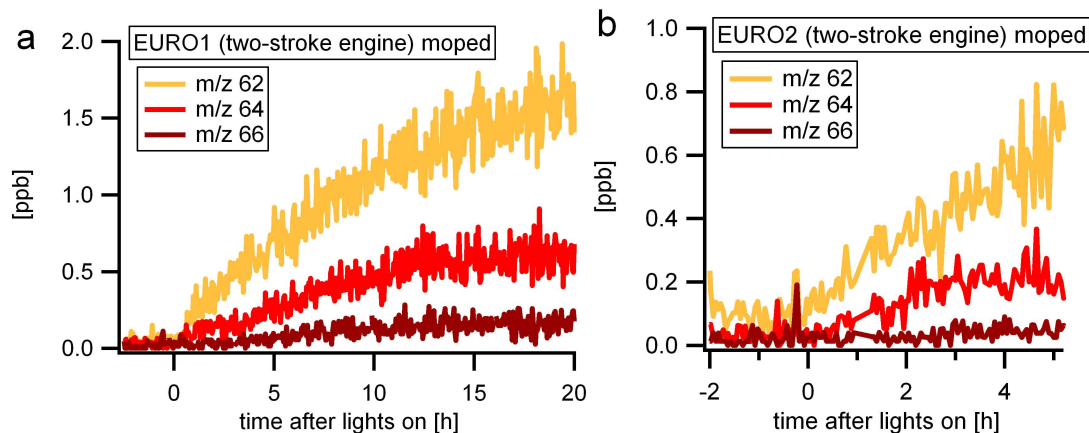 a
EURO1 (two-stroke engine) moped
m/z 62
m/z 64
m/z 66
2.0
1.5
1.0
0.5
0.0
[ppb]
0 5 10 15 20
time after lights on [h]
b
EURO2 (two-stroke engine) moped
m/z 62
m/z 64
m/z 66
1.0
0.8
0.6
0.4
0.2
0.0
[ppb]
-2 0 2 4
time after lights on [h]